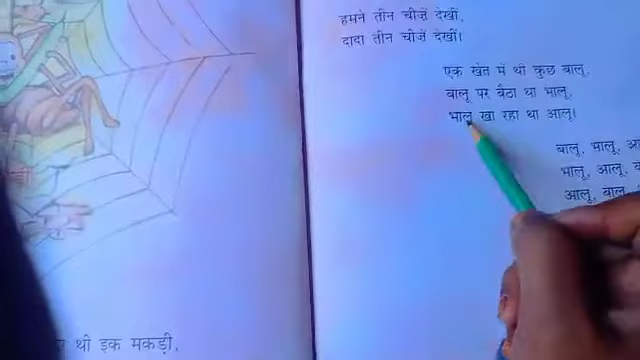 हमने तीन चीज़ें देखीं,
दादा तीन चीज़ें देखीं।
एक खेत में थी कुछ बालू,
बालू पर बैठा था भालू,
भालू खा रहा था आलू।
बालू, भालू,
भालू, आलू,
आलू, बालू,
थी इक मकड़ी,